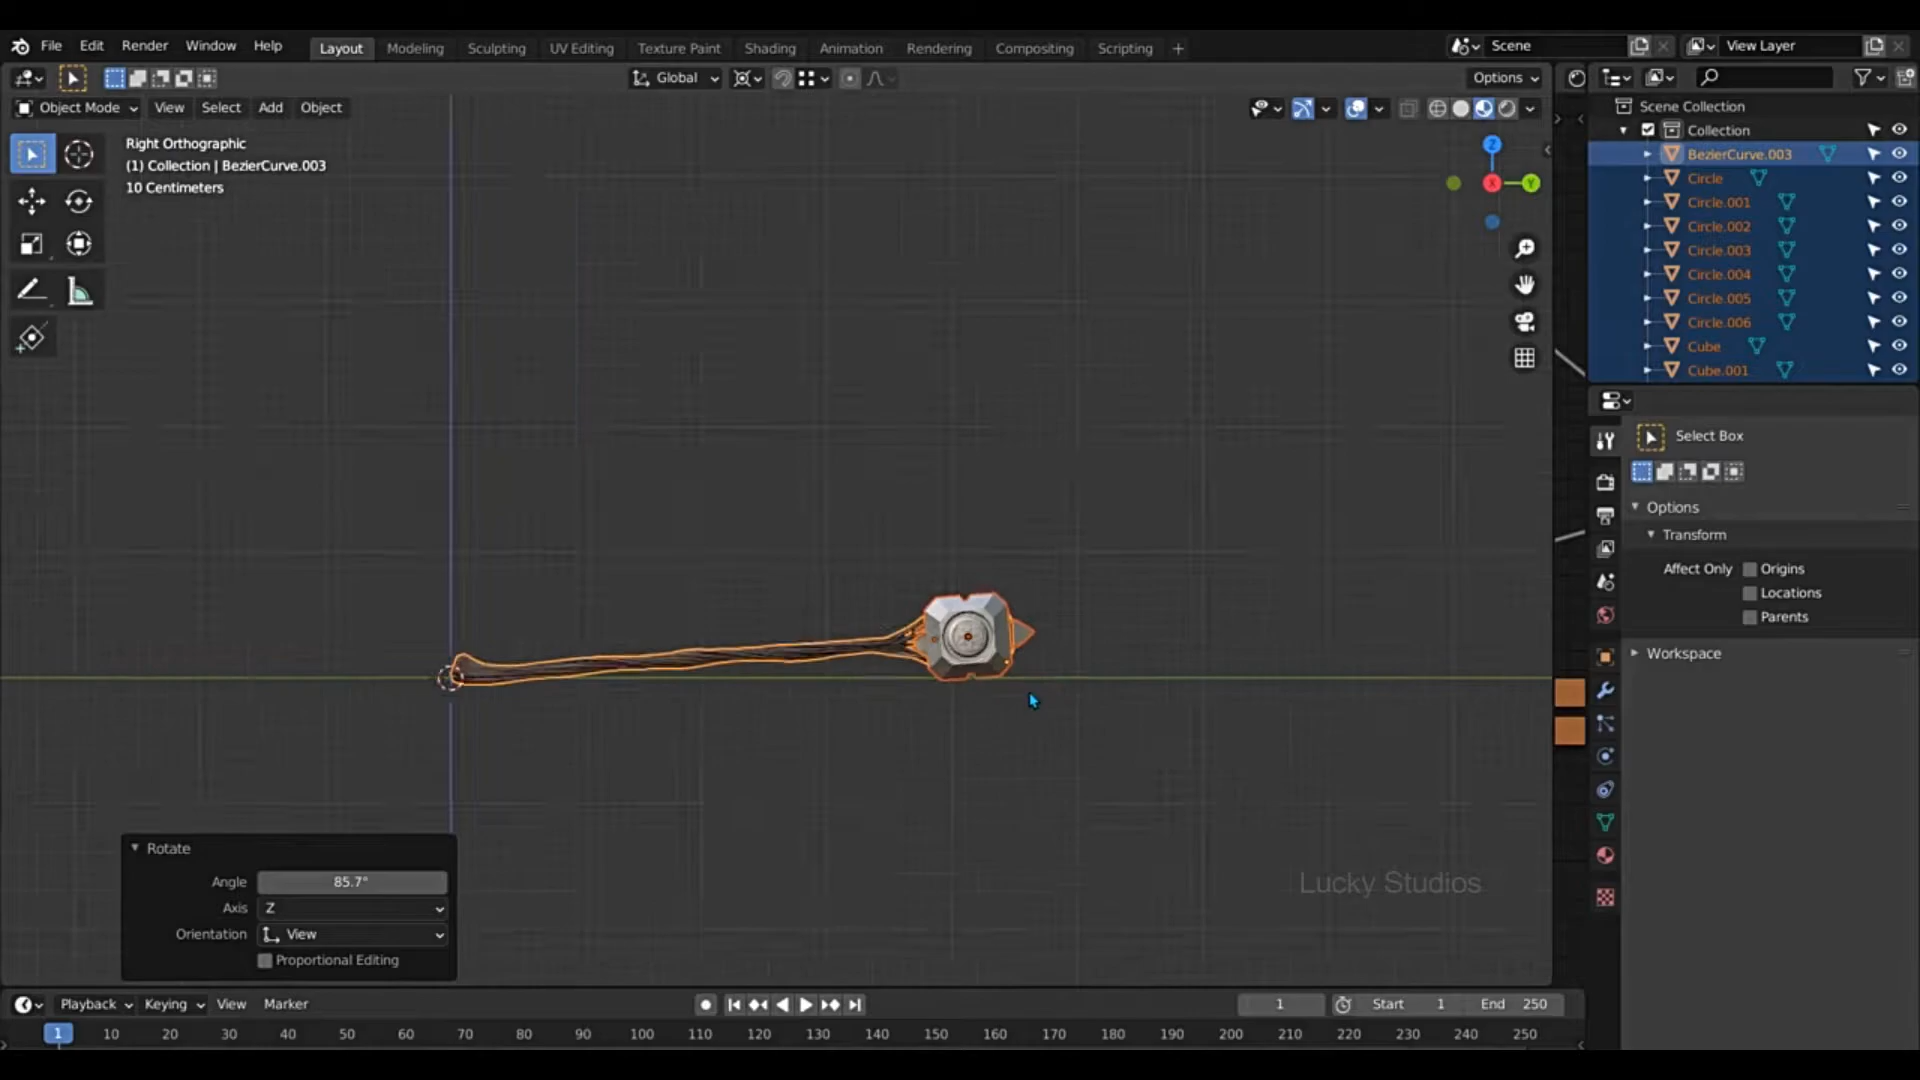 File Edit Render Window Help Layout Modeling Sculpting UV Editing Texture Paint Shading Animation Rendering Compositing Scripting + Scene View Layer
Global Options
Object Mode View Select Add Object
Right Orthographic
(1) Collection | BezierCurve.003
10 Centimeters
Z
X
Y
Scene Collection
Collection
BezierCurve.003
Circle
Circle.001
Circle.002
Circle.003
Circle.004
Circle.005
Circle.006
Cube
Cube.001
Select Box
Options
Transform
Affect Only Origins
Locations
Parents
Workspace
Rotate
Angle 85.7°
Axis Z
Orientation View
Proportional Editing
Lucky Studios
Playback Keying View Marker 1 Start 1 End 250
1 10 20 30 40 50 60 70 80 90 100 110 120 130 140 150 160 170 180 190 200 210 220 230 240 250